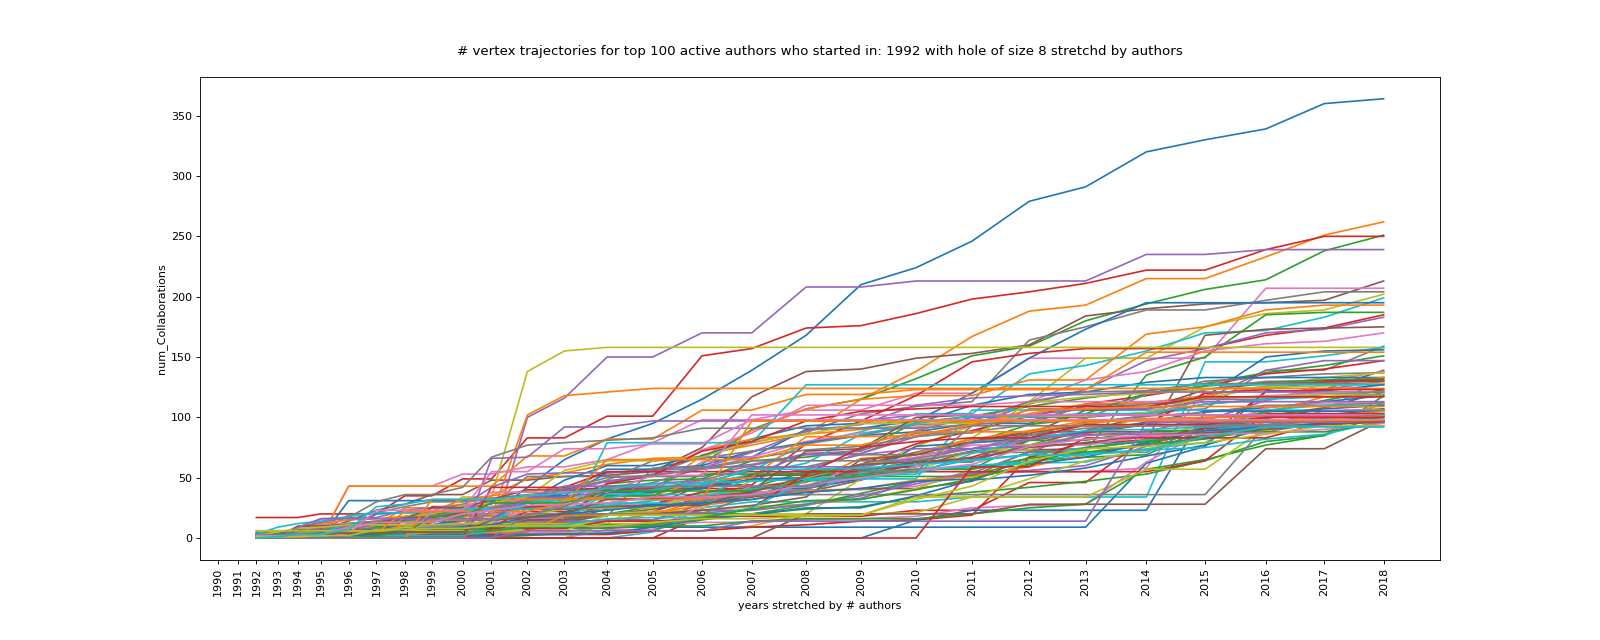 # vertex trajectories for top 100 active authors who started in: 1992 with hole of size 8 stretchd by authors
num_Collaborations
350
300
250
200
150
100
50
0
1990 1991 1992 1993 1994 1995 1996 1997 1998 1999 2000 2001 2002 2003 2004 2005 2006 2007 2008 2009 2010 2011 2012 2013 2014 2015 2016 2017 2018
years stretched by # authors